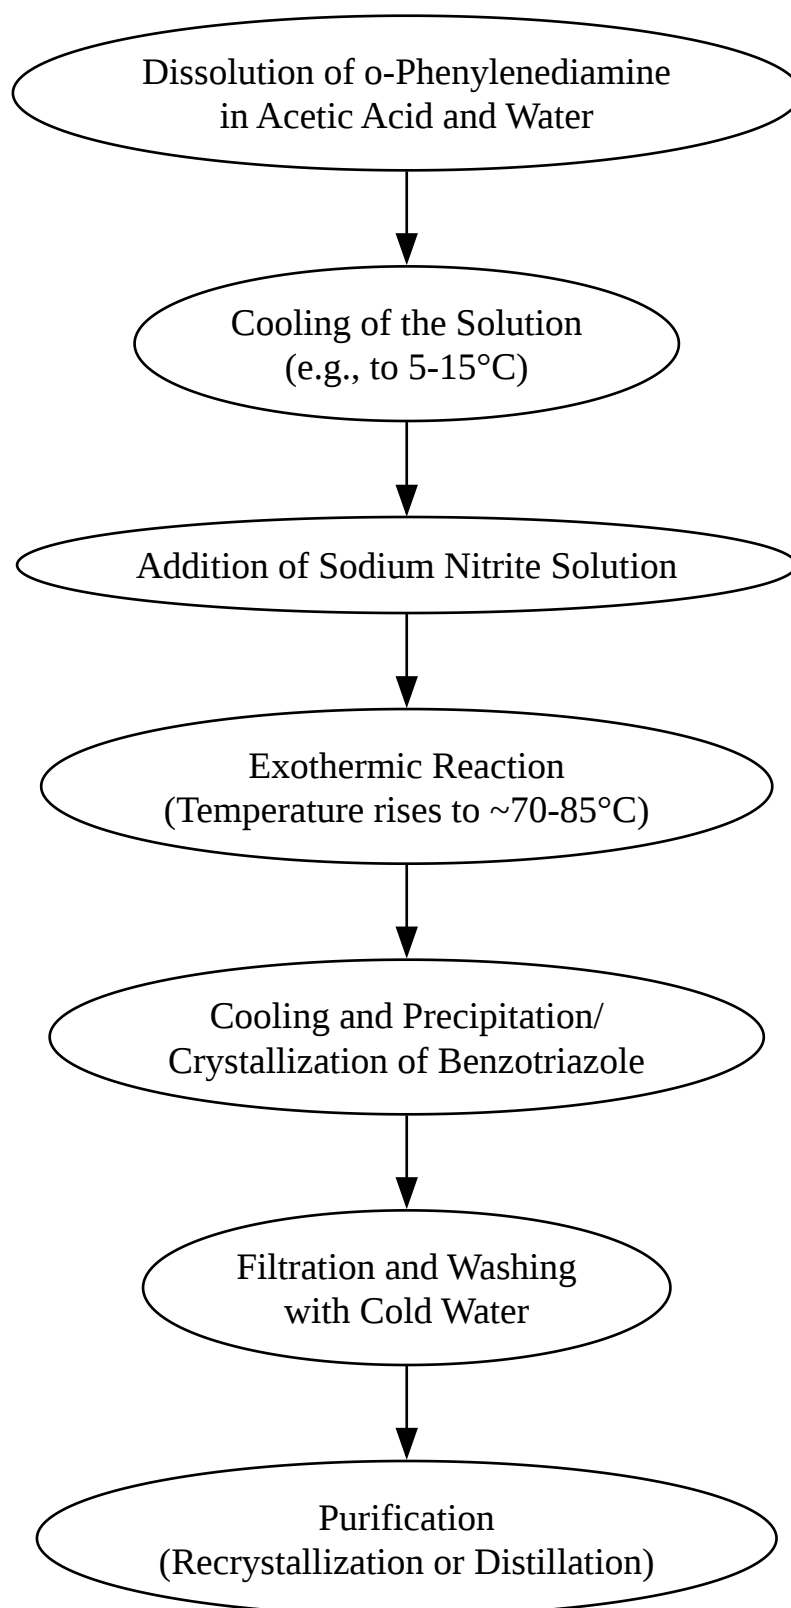 Dissolution of o-Phenylenediamine
in Acetic Acid and Water
Cooling of the Solution
(e.g., to 5-15°C)
Addition of Sodium Nitrite Solution
Exothermic Reaction
(Temperature rises to ~70-85°C)
Cooling and Precipitation/
Crystallization of Benzotriazole
Filtration and Washing
with Cold Water
Purification
(Recrystallization or Distillation)